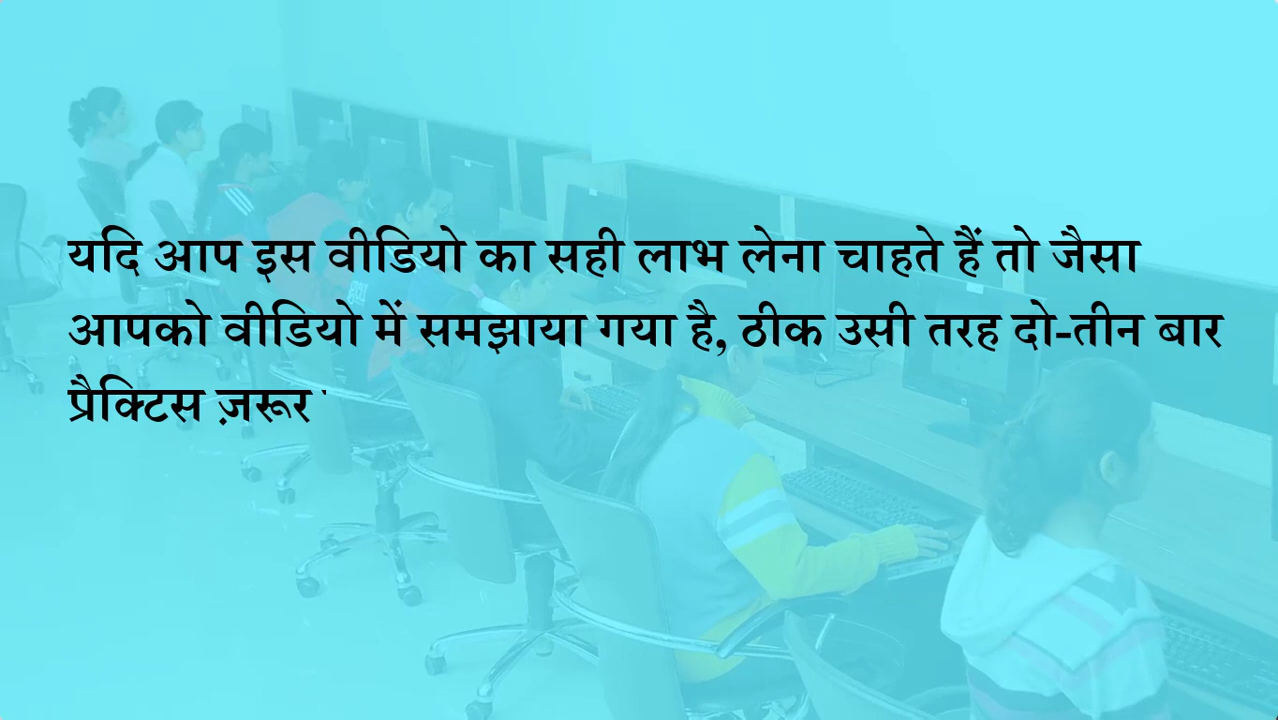 यदि आप इस वीडियो का सही लाभ लेना चाहते हैं तो जैसा
आपको वीडियो में समझाया गया है, ठीक उसी तरह दो-तीन बार
प्रैक्टिस ज़रूर